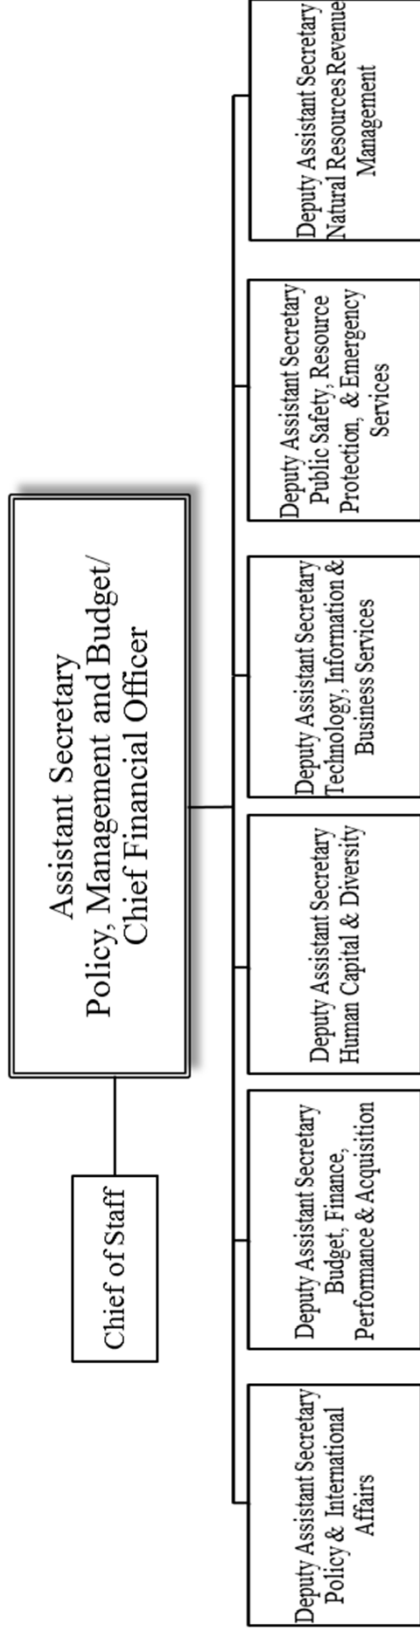 Assistant Secretary
Policy, Management and Budget/
Chief Financial Officer
Chief of Staff
Deputy Assistant Secretary
Policy & International
Affairs
Deputy Assistant Secretary
Budget, Finance,
Performance & Acquisition
Deputy Assistant Secretary
Human Capital & Diversity
Deputy Assistant Secretary
Technology, Information &
Business Services
Deputy Assistant Secretary
Public Safety, Resource
Protection, & Emergency
Services
Deputy Assistant Secretary
Natural Resources Revenue
Management